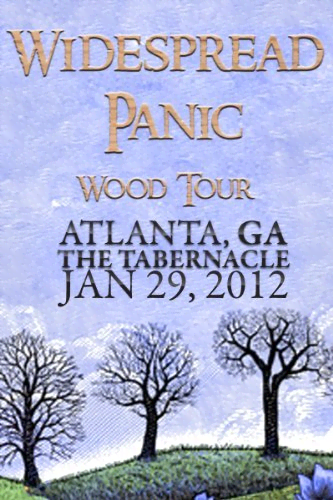 WIDESPREAD
PANIC
WOOD TOUR
ATLANTA, GA
THE TABERNACLE
JAN 29, 2012